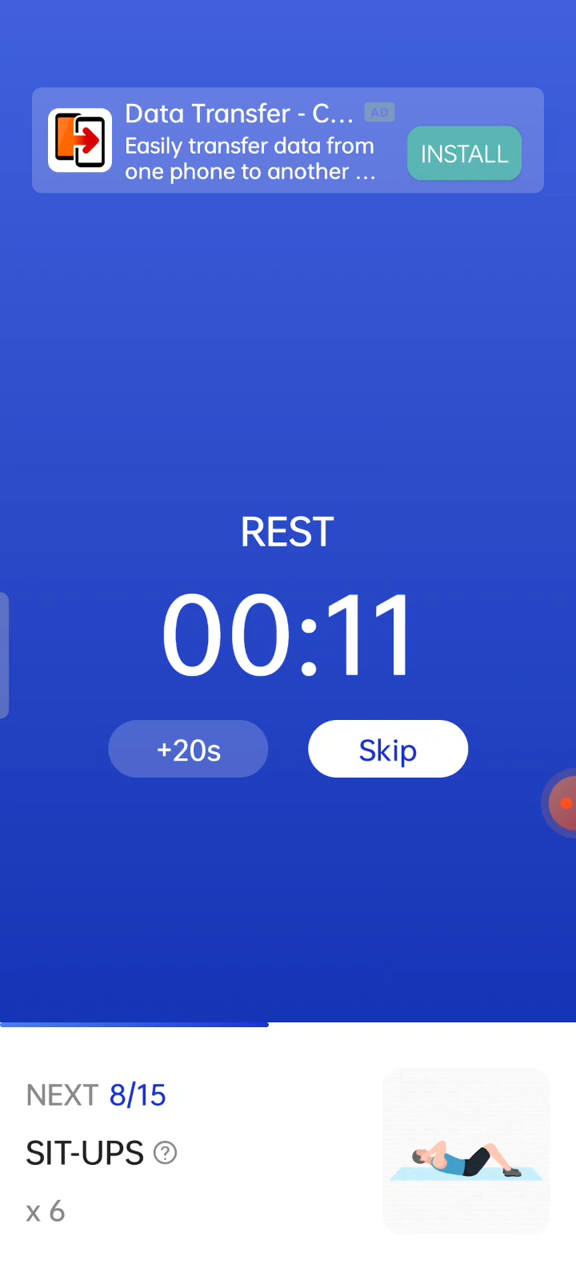 Data Transfer - C... AD
Easily transfer data from
one phone to another ...
INSTALL
REST
00:11
+20s
Skip
NEXT 8/15
SIT-UPS ?
x 6